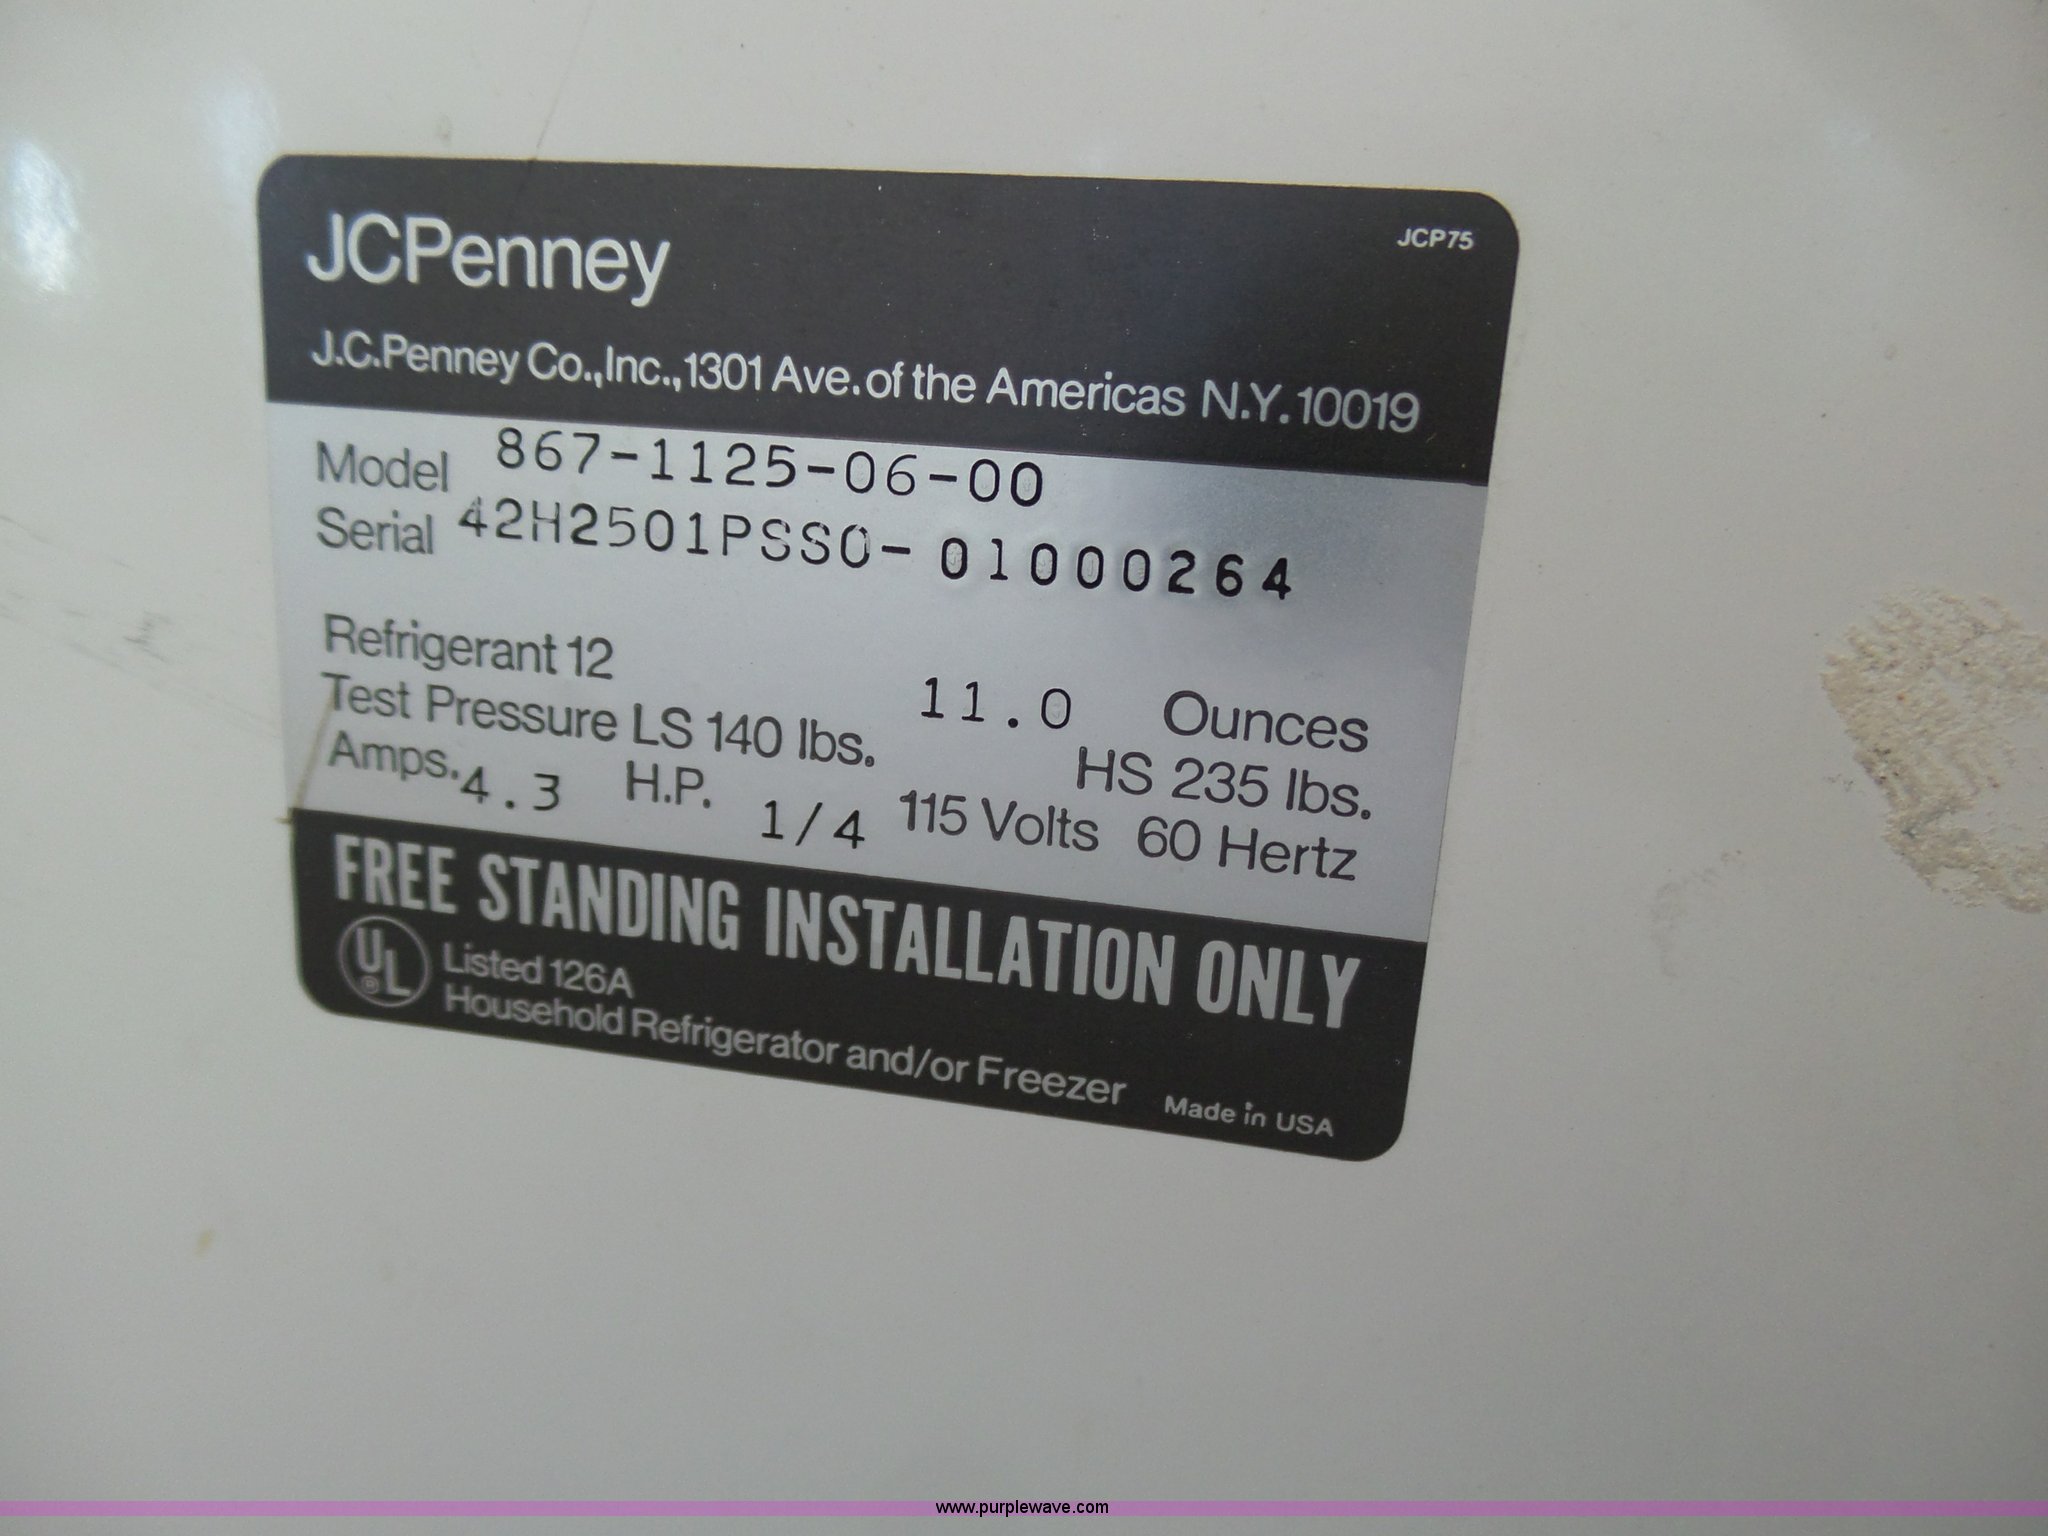 JCPenney
JCP75
J.C.Penney Co.,Inc.,1301 Ave. of the Americas N.Y. 10019
Model 867-1125-06-00
Serial 42H2501PSS0- 01000264
Refrigerant 12 11.0 Ounces
Test Pressure LS 140 lbs. HS 235 lbs.
Amps. 4.3 H.P. 1/4 115 Volts 60 Hertz
FREE STANDING INSTALLATION ONLY
UL ® Listed 126A
Household Refrigerator and/or Freezer
Made in USA
www.purplewave.com